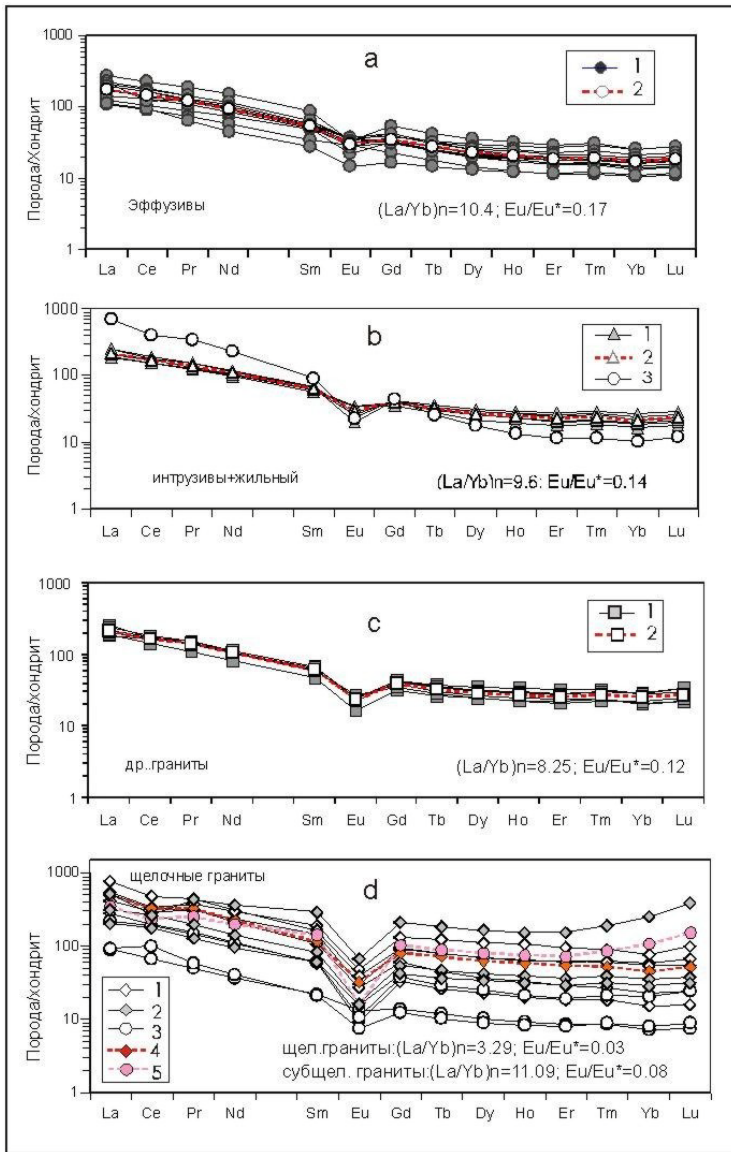 a
1000
100
10
1
Порода/Хондрит
1
2
Эффузивы
(La/Yb)n=10.4; Eu/Eu*=0.17
La Ce Pr Nd Sm Eu Gd Tb Dy Ho Er Tm Yb Lu
b
1000
100
10
1
Порода/хондрит
1
2
3
интрузивы+жильный
(La/Yb)n=9.6: Eu/Eu*=0.14
La Ce Pr Nd Sm Eu Gd Tb Dy Ho Er Tm Yb Lu
c
1000
100
10
1
Порода/хондрит
1
2
др..граниты
(La/Yb)n=8.25; Eu/Eu*=0.12
La Ce Pr Nd Sm Eu Gd Tb Dy Ho Er Tm Yb Lu
щелочные граниты
d
1000
100
10
1
Порода/хондрит
1
2
3
4
5
щел.граниты:(La/Yb)n=3.29; Eu/Eu*=0.03
субщел. граниты:(La/Yb)n=11.09; Eu/Eu*=0.08
La Ce Pr Nd Sm Eu Gd Tb Dy Ho Er Tm Yb Lu